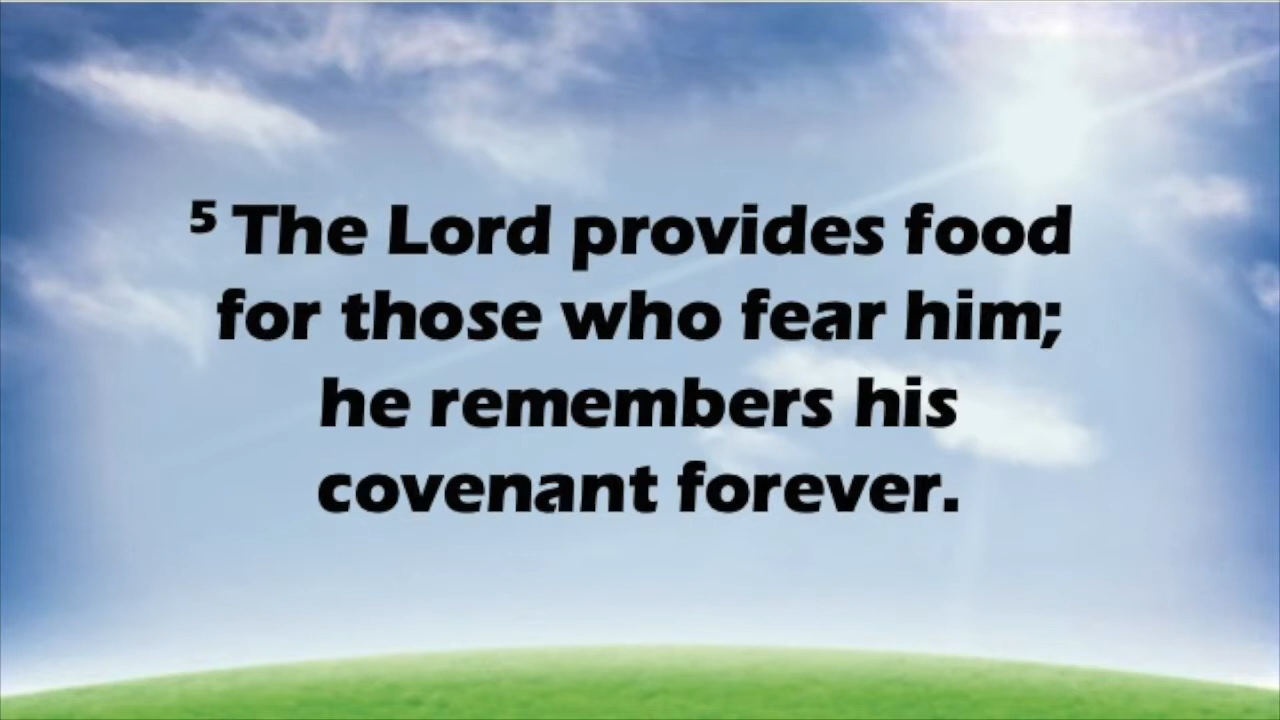 ⁵ The Lord provides food
for those who fear him;
he remembers his
covenant forever.